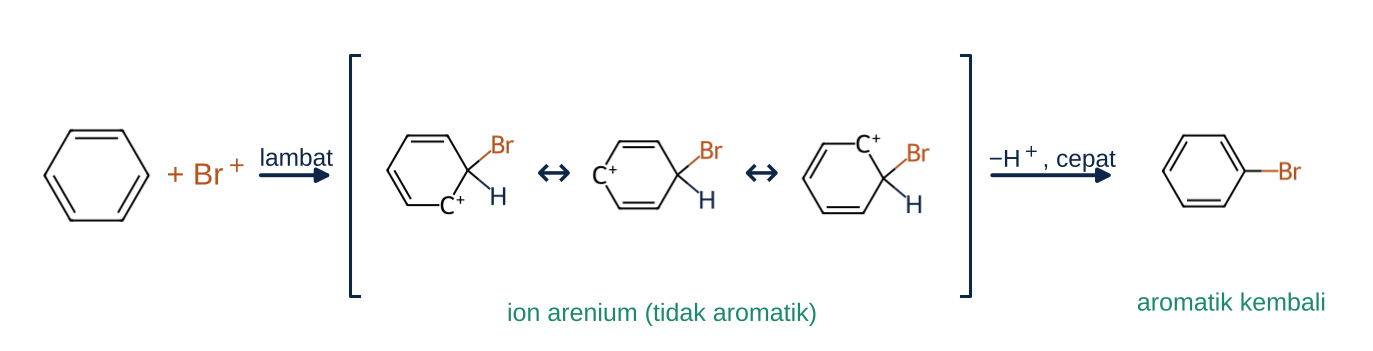 + Br +
lambat
Br
H
C+
Br
C+
H
C+
Br
H
−H + , cepat
Br
ion arenium (tidak aromatik)
aromatik kembali